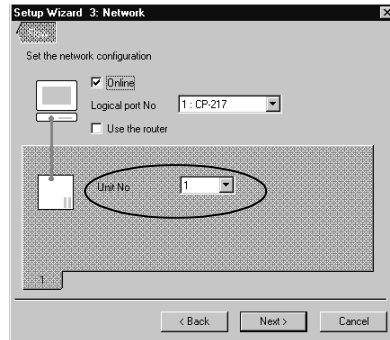 Setup Wizard 3: Network
Set the network configuration
Online
Logical port No 1 : CP-217
Use the router
Unit No 1
1
< Back Next > Cancel